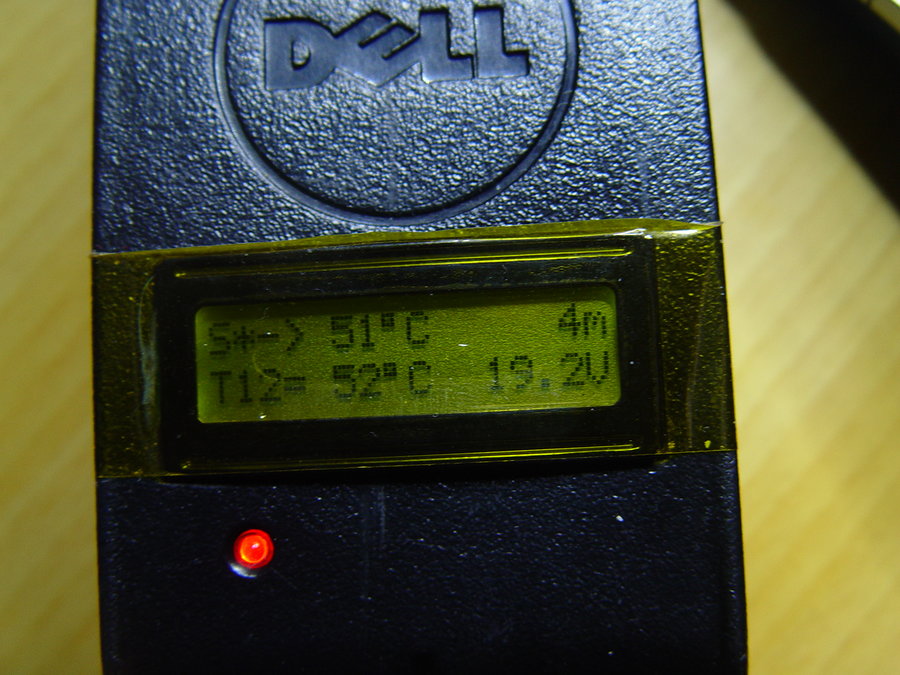 DELL
S*-> 51°C 4m
T12= 52°C 19.2V